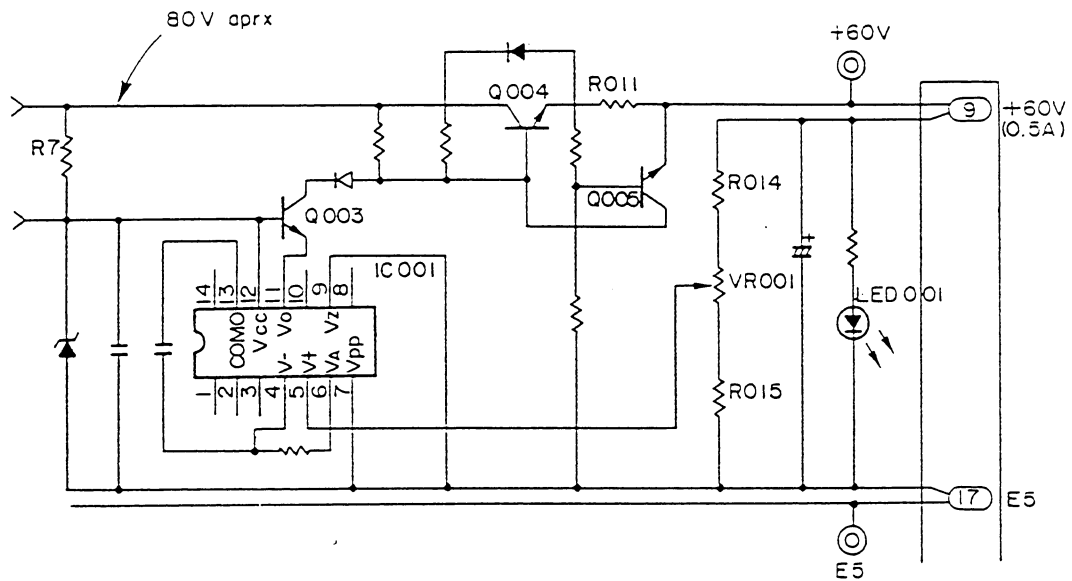 80V aprx
+60V
Q004
R011
9
+60V
(0.5A)
R7
Q003
Q005
R014
IC001
14
13
12
11
10
9
8
COMO
Vcc
Vo
Vz
V-
V+
VA
Vpp
1
2
3
4
5
6
7
VR001
LED001
+
R015
17
E5
E5